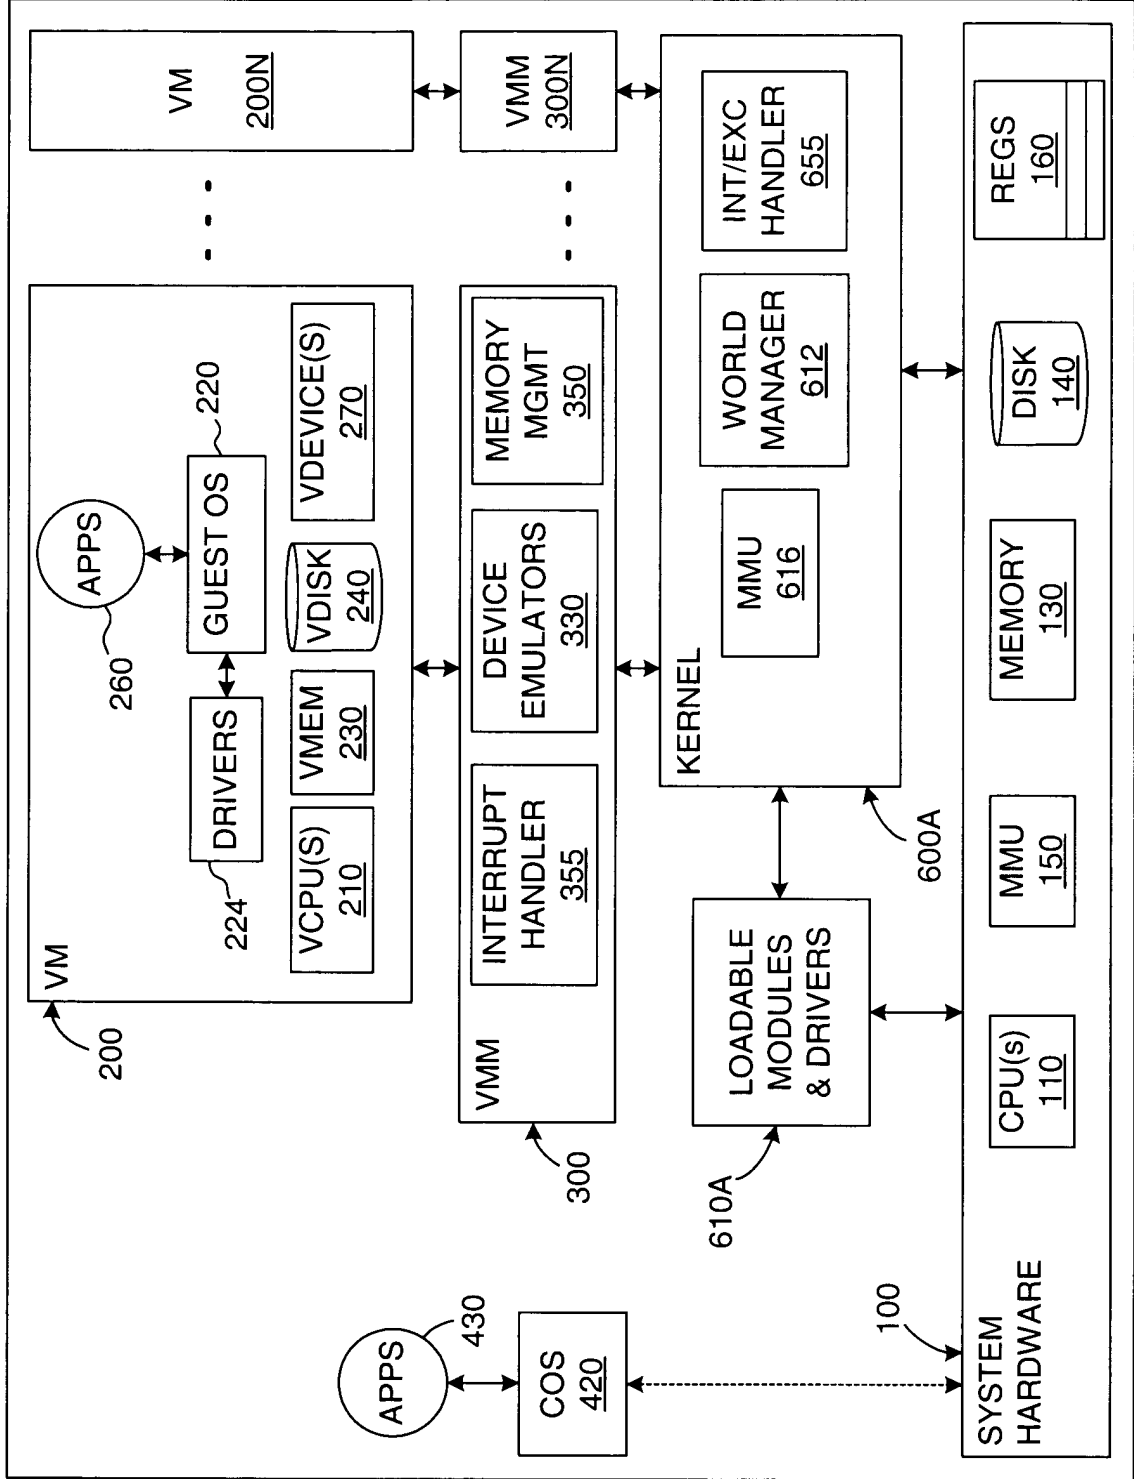 APPS
430
COS
420
100
SYSTEM
HARDWARE
200
VM
260
APPS
224
DRIVERS
GUEST OS
220
VCPU(S)
210
VMEM
230
VDISK
240
VDEVICE(S)
270
VM
200N
300
VMM
INTERRUPT
HANDLER
355
DEVICE
EMULATORS
330
MEMORY
MGMT
350
VMM
300N
610A
LOADABLE
MODULES
& DRIVERS
600A
KERNEL
MMU
616
WORLD
MANAGER
612
INT/EXC
HANDLER
655
CPU(s)
110
MMU
150
MEMORY
130
DISK
140
REGS
160